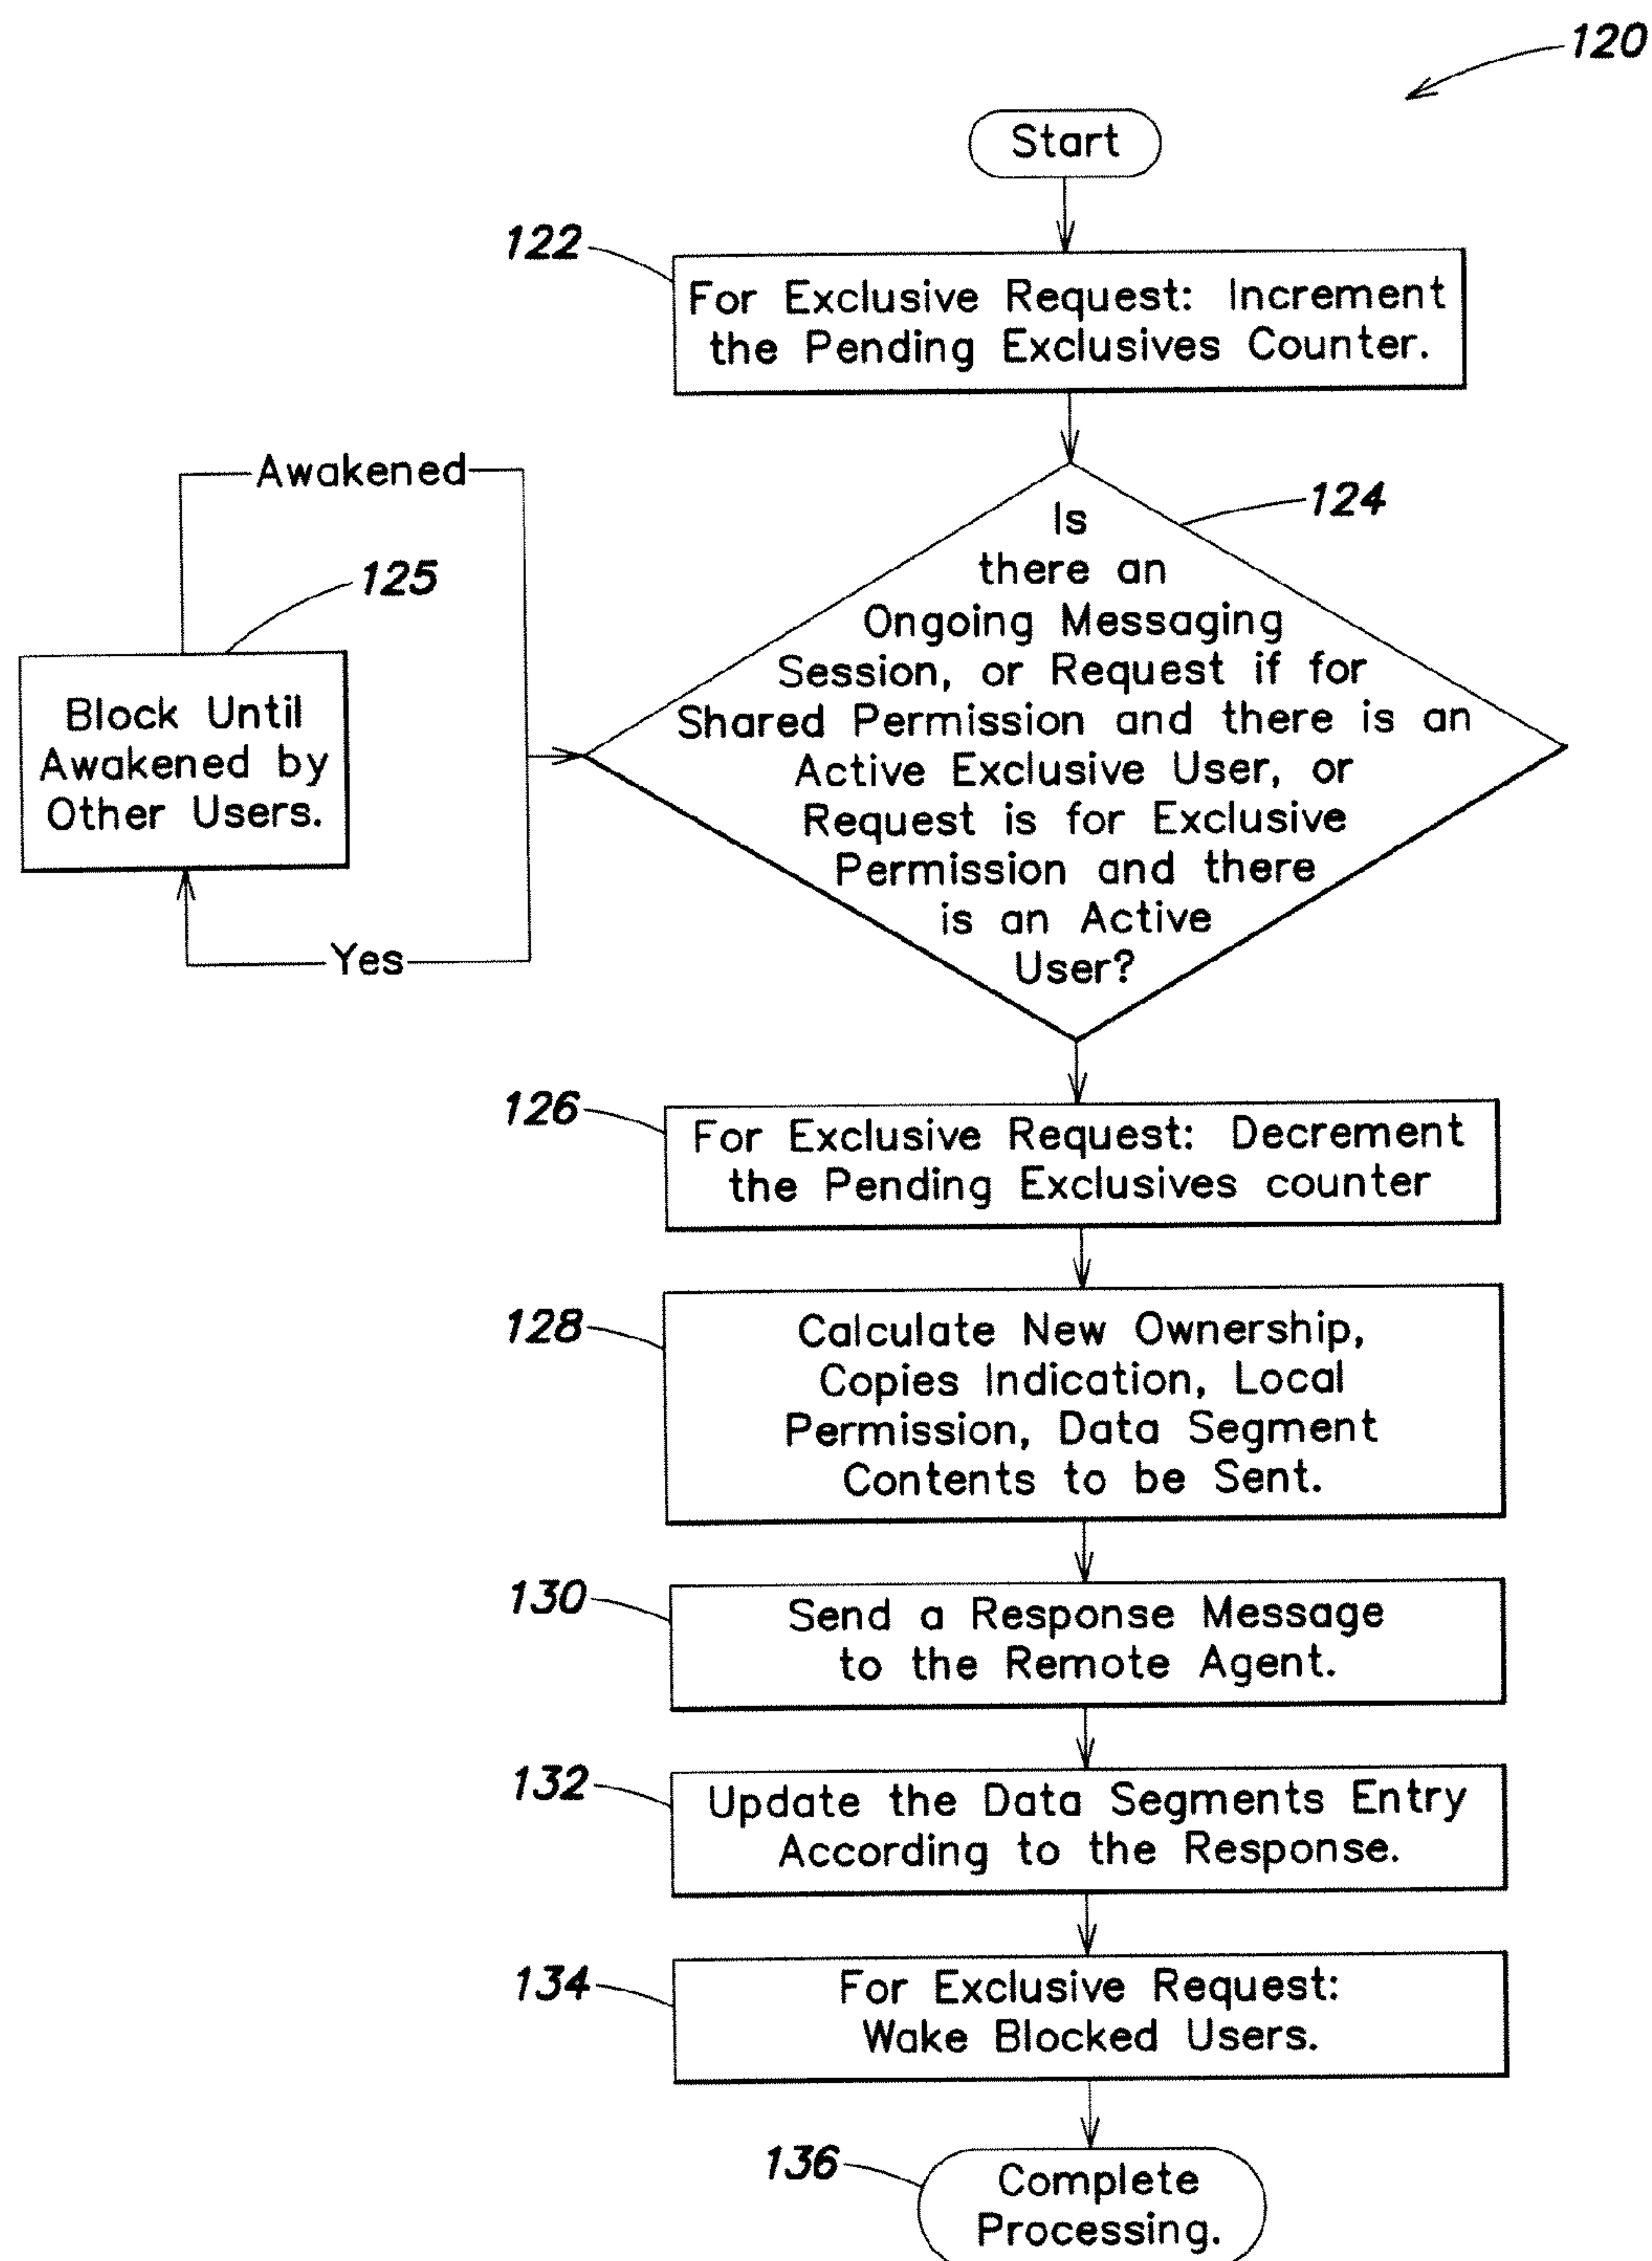 120
Start
122
For Exclusive Request: Increment
the Pending Exclusives Counter.
Awakened
124
Is
there an
Ongoing Messaging
Session, or Request if for
Shared Permission and there is an
Active Exclusive User, or
Request is for Exclusive
Permission and there
is an Active
User?
125
Block Until
Awakened by
Other Users.
Yes
126
For Exclusive Request: Decrement
the Pending Exclusives counter
128
Calculate New Ownership,
Copies Indication, Local
Permission, Data Segment
Contents to be Sent.
130
Send a Response Message
to the Remote Agent.
132
Update the Data Segments Entry
According to the Response.
134
For Exclusive Request:
Wake Blocked Users.
136
Complete
Processing.